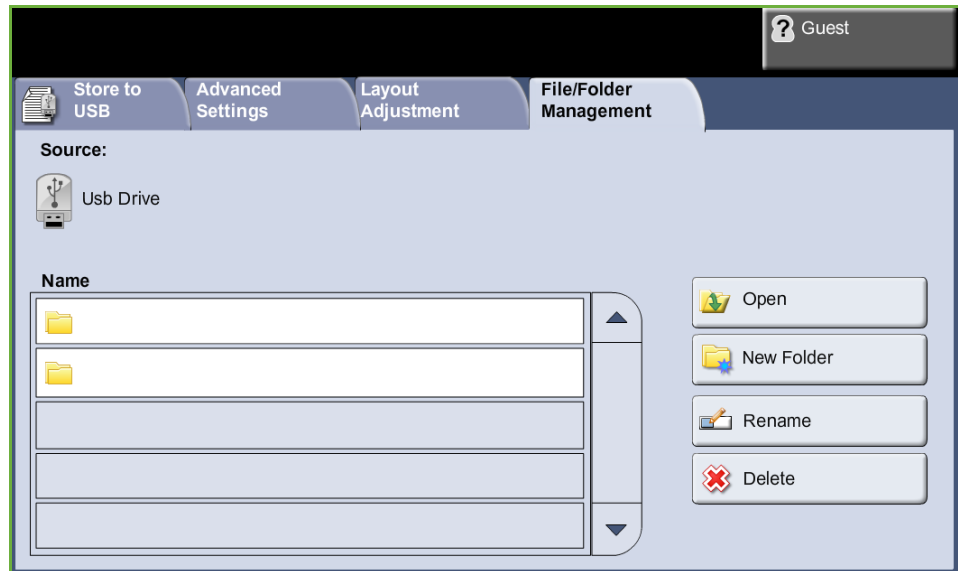 Guest
Store to
USB
Advanced
Settings
Layout
Adjustment
File/Folder
Management
Source:
Usb Drive
Name
Open
New Folder
Rename
Delete